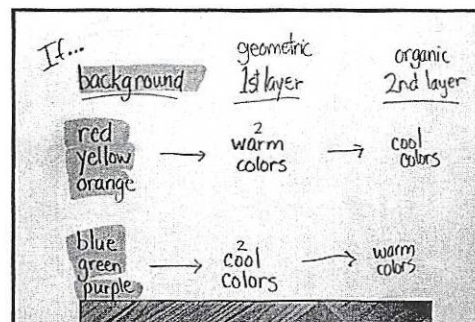 If...
background
geometric
1st layer
organic
2nd layer
red
yellow
orange
2
warm
colors
cool
colors
blue
green
purple
2
cool
colors
warm
colors